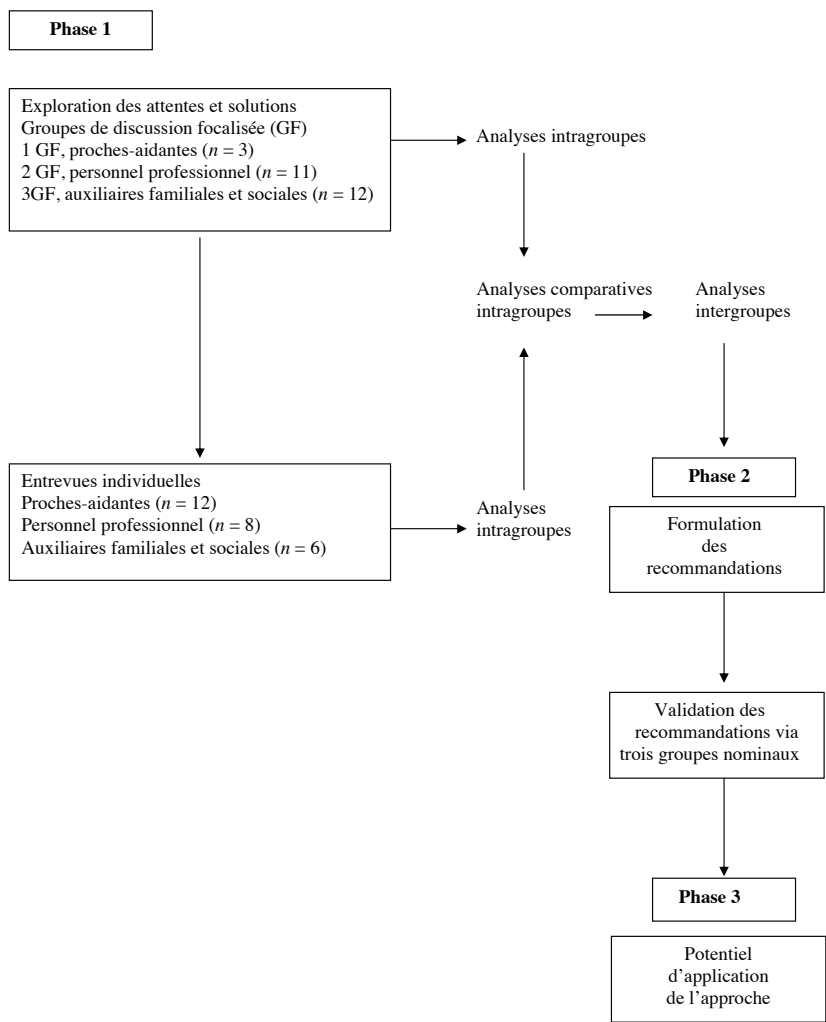 Phase 1
Exploration des attentes et solutions
Groupes de discussion focalisée (GF)
1 GF, proches-aidantes (n = 3)
2 GF, personnel professionnel (n = 11)
3GF, auxiliaires familiales et sociales (n = 12)
Analyses intragroupes
Analyses comparatives
intragroupes
Analyses
intergroupes
Entrevues individuelles
Proches-aidantes (n = 12)
Personnel professionnel (n = 8)
Auxiliaires familiales et sociales (n = 6)
Analyses
intragroupes
Phase 2
Formulation
des
recommandations
Validation des
recommandations via
trois groupes nominaux
Phase 3
Potentiel
d’application
de l’approche